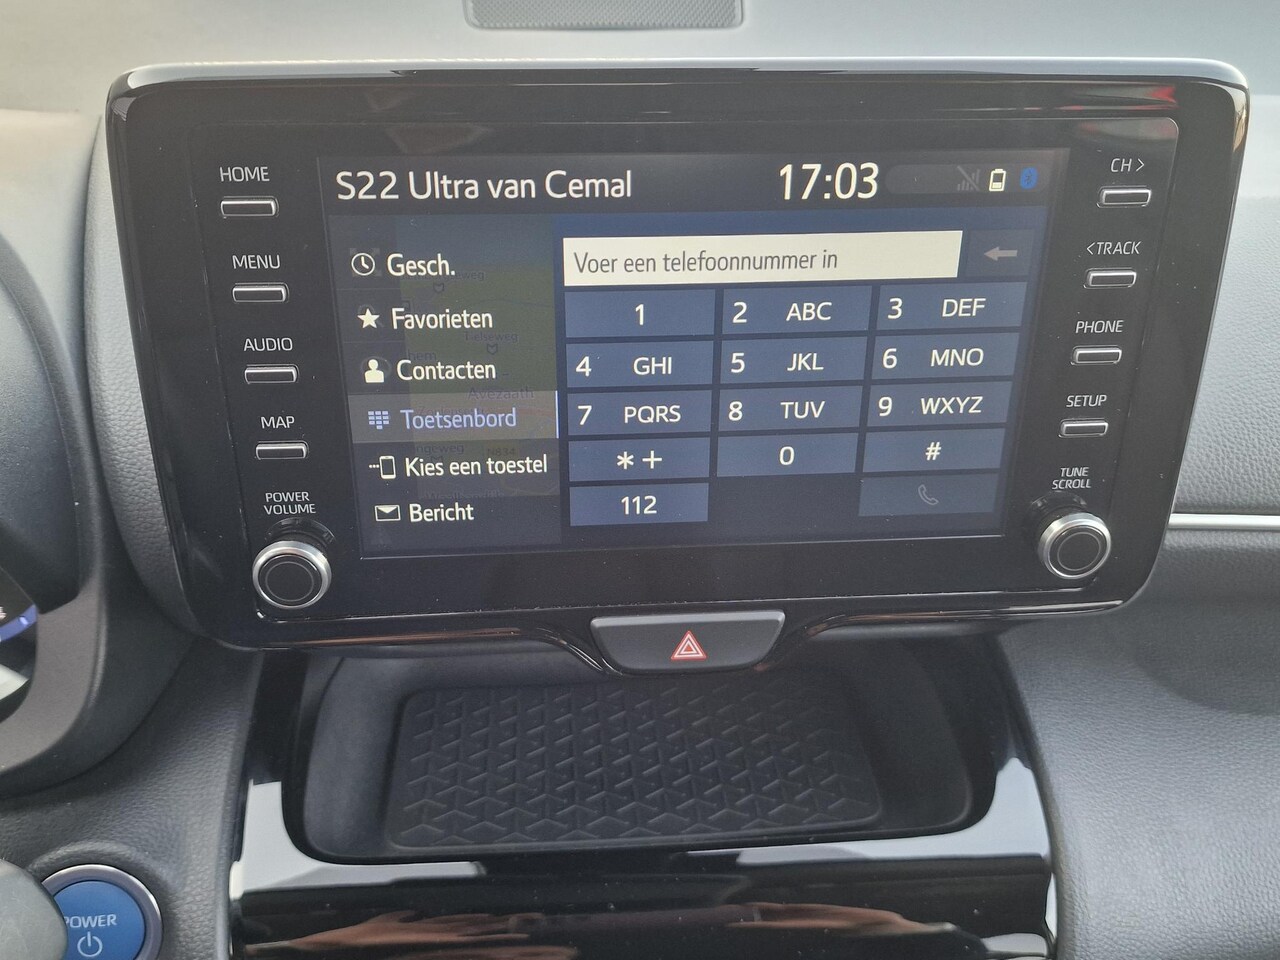 HOME
MENU
AUDIO
MAP
POWER
VOLUME
S22 Ultra van Cemal
17:03
Gesch.
Favorieten
Contacten
Toetsenbord
Kies een toestel
Bericht
Voer een telefoonnummer in
1
2 ABC
3 DEF
4 GHI
5 JKL
6 MNO
7 PQRS
8 TUV
9 WXYZ
*+
0
#
112
CH >
<TRACK
PHONE
SETUP
TUNE
SCROLL
POWER